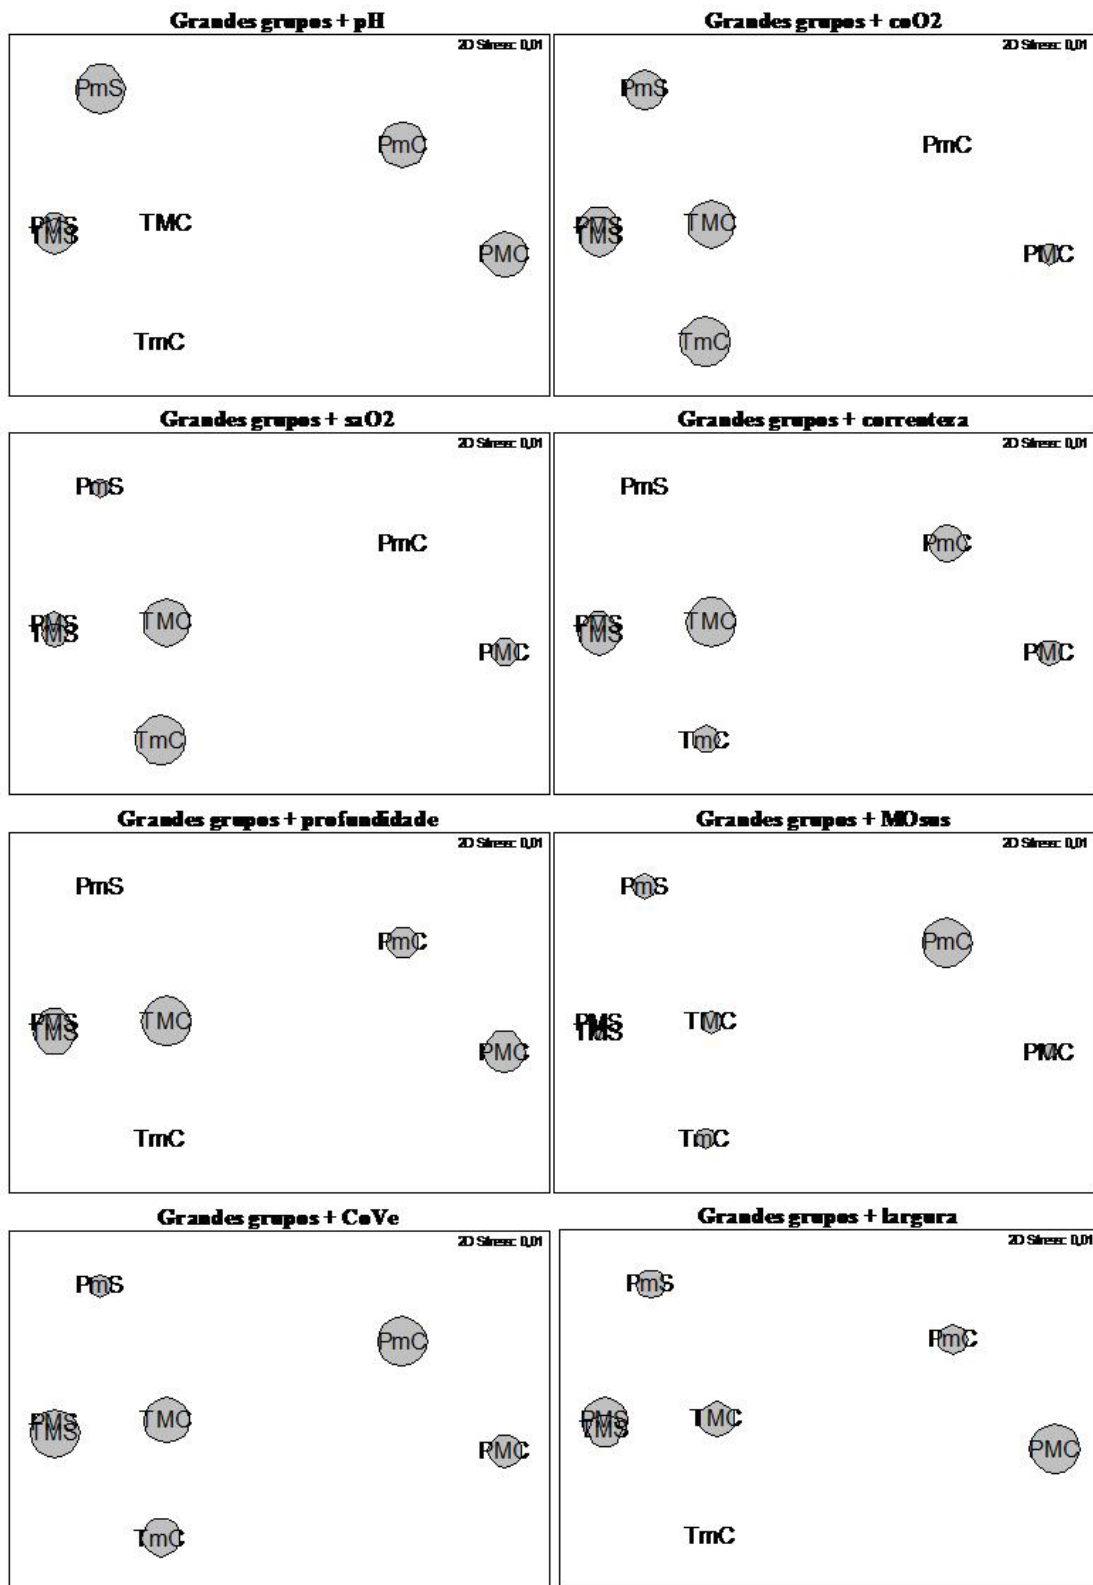 Grandes grupos + pH
2D Stress: 0,01
PmS
PmC
PMS
TMS
TMC
PMC
TmC
Grandes grupos + coO2
2D Stress: 0,01
PmS
PmC
PMS
TMS
TMC
PMC
TmC
Grandes grupos + saO2
2D Stress: 0,01
PmS
PmC
PMS
TMS
TMC
PMC
TmC
Grandes grupos + correnteza
2D Stress: 0,01
PmS
PmC
PMS
TMS
TMC
PMC
TmC
Grandes grupos + profundidade
2D Stress: 0,01
PmS
PmC
PMS
TMS
TMC
PMC
TmC
Grandes grupos + MOsus
2D Stress: 0,01
PmS
PmC
PMS
TMS
TMC
PMC
TmC
Grandes grupos + CoVe
2D Stress: 0,01
PmS
PmC
PMS
TMS
TMC
PMC
TmC
Grandes grupos + largura
2D Stress: 0,01
PmS
PmC
PMS
TMS
TMC
PMC
TmC